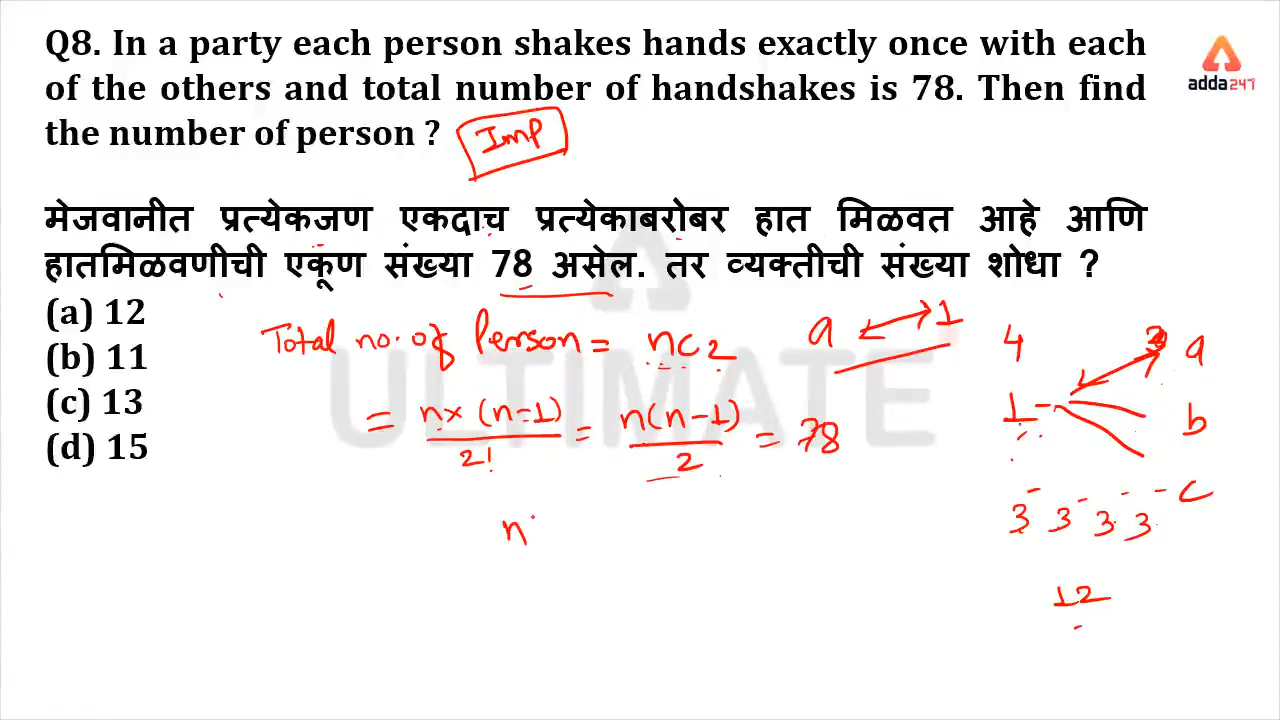 Q8. In a party each person shakes hands exactly once with each
of the others and total number of handshakes is 78. Then find
the number of person ?
Imp
adda247
मेजवानीत प्रत्येकजण एकदाच प्रत्येकाबरोबर हात मिळवत आहे आणि
हातमिळवणीची एकूंण संख्या 78 असेल. तर व्यक्तीची संख्या शोधा ?
(a) 12
(b) 11
(c) 13
(d) 15
Total no. of Person = nc2
= n× (n-1) / 2! = n(n-1) / 2 = 78
n
a 1
4 a
1 b
c
3 3 3 3
12
ULTIMATE